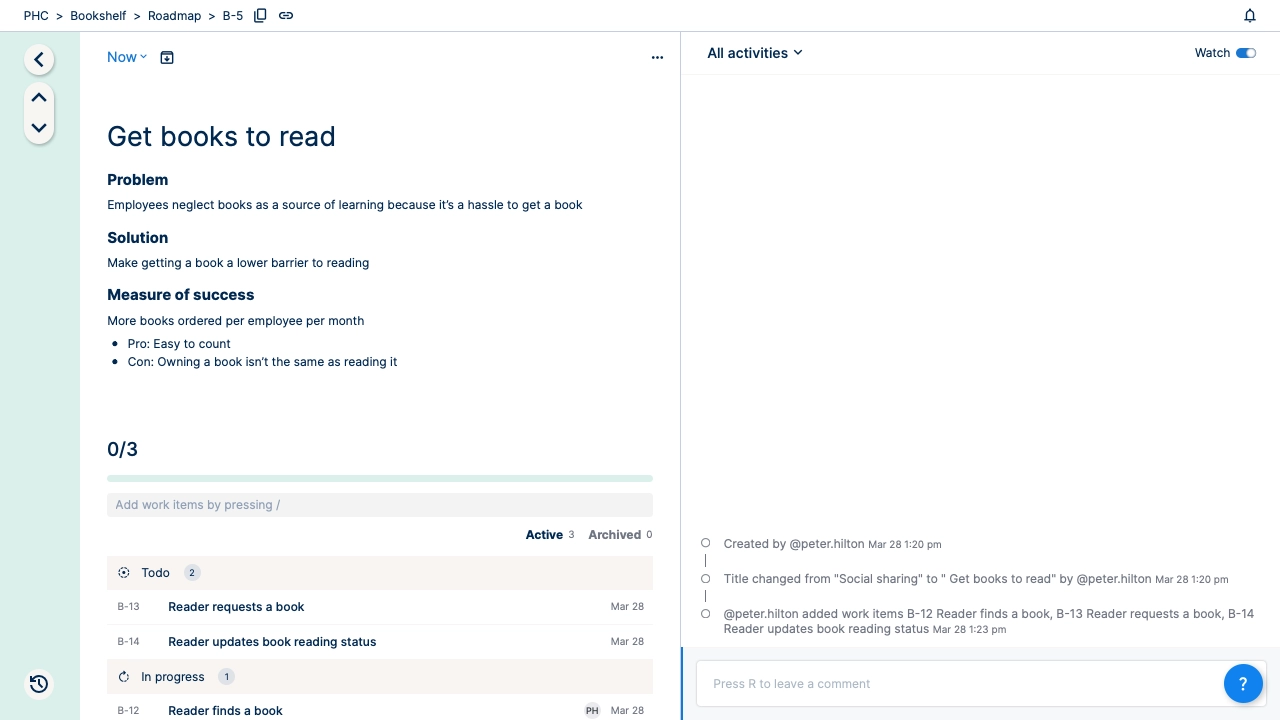 PHC > Bookshelf > Roadmap > B-5
Now
All activities
Watch
Get books to read
Problem
Employees neglect books as a source of learning because it’s a hassle to get a book
Solution
Make getting a book a lower barrier to reading
Measure of success
More books ordered per employee per month
• Pro: Easy to count
• Con: Owning a book isn’t the same as reading it
0/3
Add work items by pressing /
Active 3 Archived 0
Todo 2
B-13 Reader requests a book Mar 28
B-14 Reader updates book reading status Mar 28
In progress 1
B-12 Reader finds a book PH Mar 28
Created by @peter.hilton Mar 28 1:20 pm
Title changed from "Social sharing" to " Get books to read" by @peter.hilton Mar 28 1:20 pm
@peter.hilton added work items B-12 Reader finds a book, B-13 Reader requests a book, B-14
Reader updates book reading status Mar 28 1:23 pm
Press R to leave a comment
?